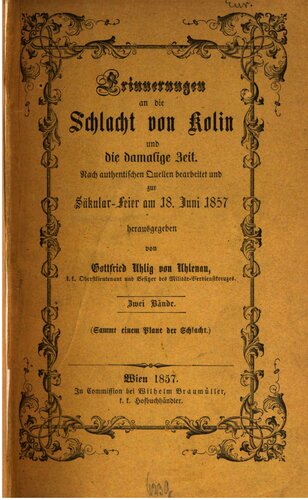 Erinnerungen
an die
Schlacht von Kolin
und
die damalige Zeit.
Nach authentischen Quellen bearbeitet und
zur
Säkular-Feier am 18. Juni 1857
herausgegeben
von
Gottfried Uhlig von Uhlenau,
k. k. Oberstlieutenant und Besitzer des Militär-Verdienstkreuzes.
Zwei Bände.
(Sammt einem Plane der Schlacht.)
Wien 1857.
In Commission bei Wilhelm Braumüller,
k. k. Hofbuchhändler.